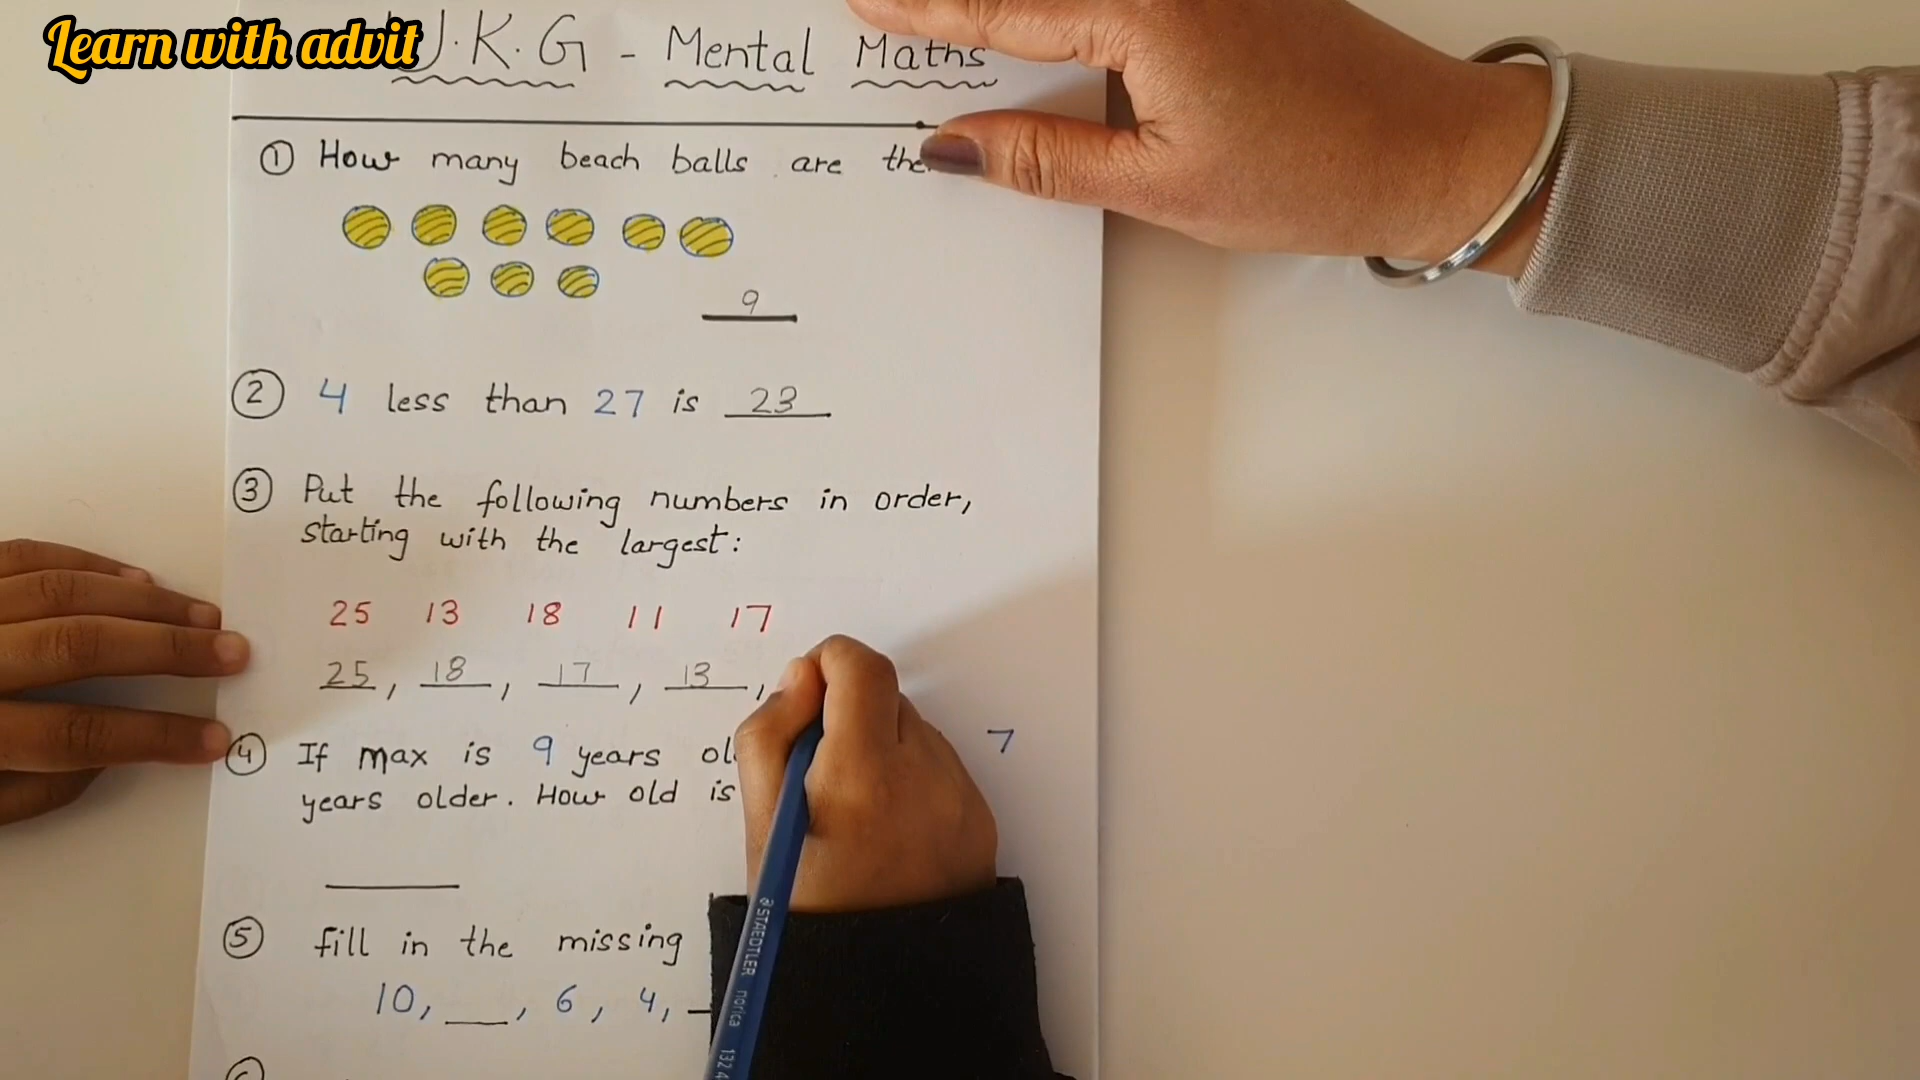 Learn with advit
U.K.G - Mental Maths
① How many beach balls are the
9
② 4 less than 27 is 23
③ Put the following numbers in order,
starting with the largest:
25 13 18 11 17
25, 18, 17, 13,
④ If max is 9 years 7
years older. How old is
⑤ fill in the missing
10, __, 6, 4, _